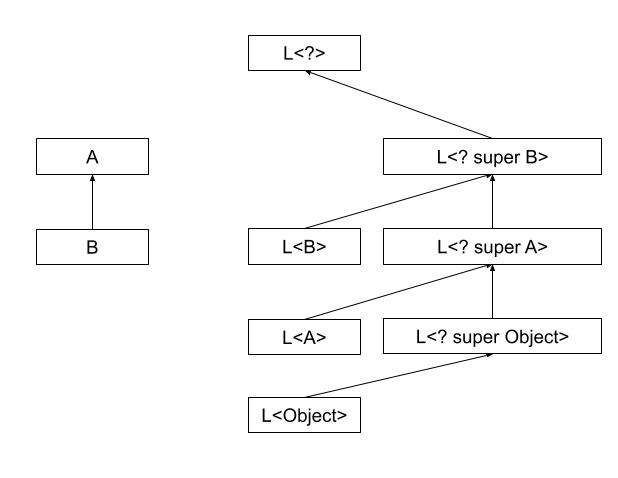 L<?>
A
L<? super B>
B
L<B>
L<? super A>
L<A>
L<? super Object>
L<Object>